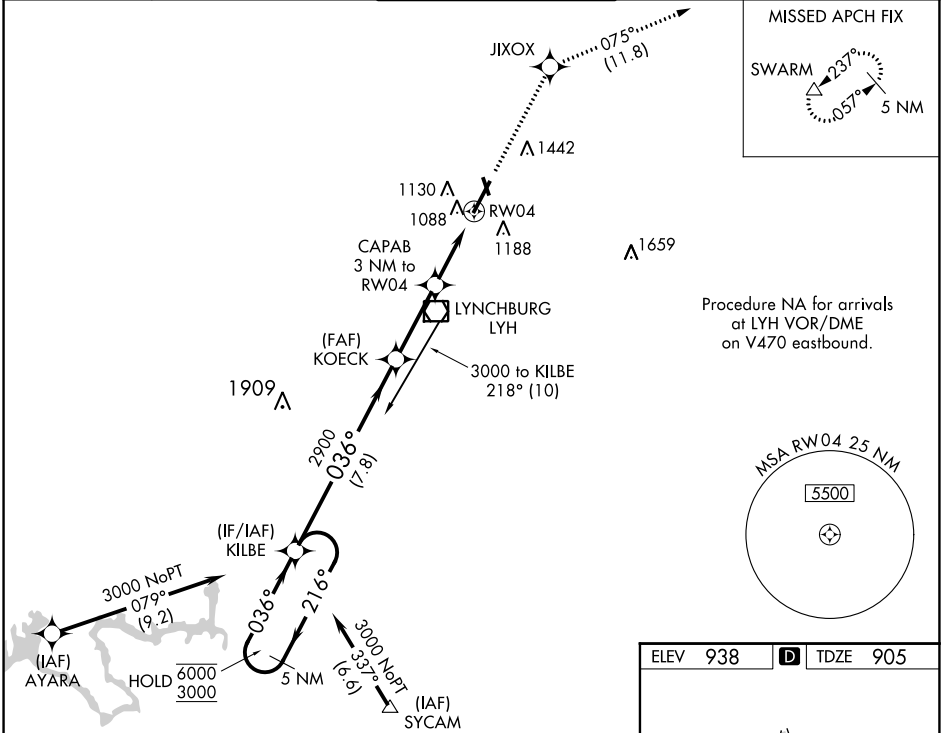 MISSED APCH FIX
SWARM
237°
057°
5 NM
JIXOX
075°
(11.8)
1442
1130
1088
RW04
1188
1659
CAPAB
3 NM to
RW04
LYNCHBURG
LYH
Procedure NA for arrivals
at LYH VOR/DME
on V470 eastbound.
(FAF)
KOECK
3000 to KILBE
218° (10)
1909
2900
036°
(7.8)
MSA RW04 25 NM
5500
(IF/IAF)
KILBE
3000 NoPT
079°
(9.2)
036°
216°
3000 NoPT
337°
(6.6)
(IAF)
AYARA
HOLD
6000
3000
5 NM
(IAF)
SYCAM
ELEV 938 D TDZE 905